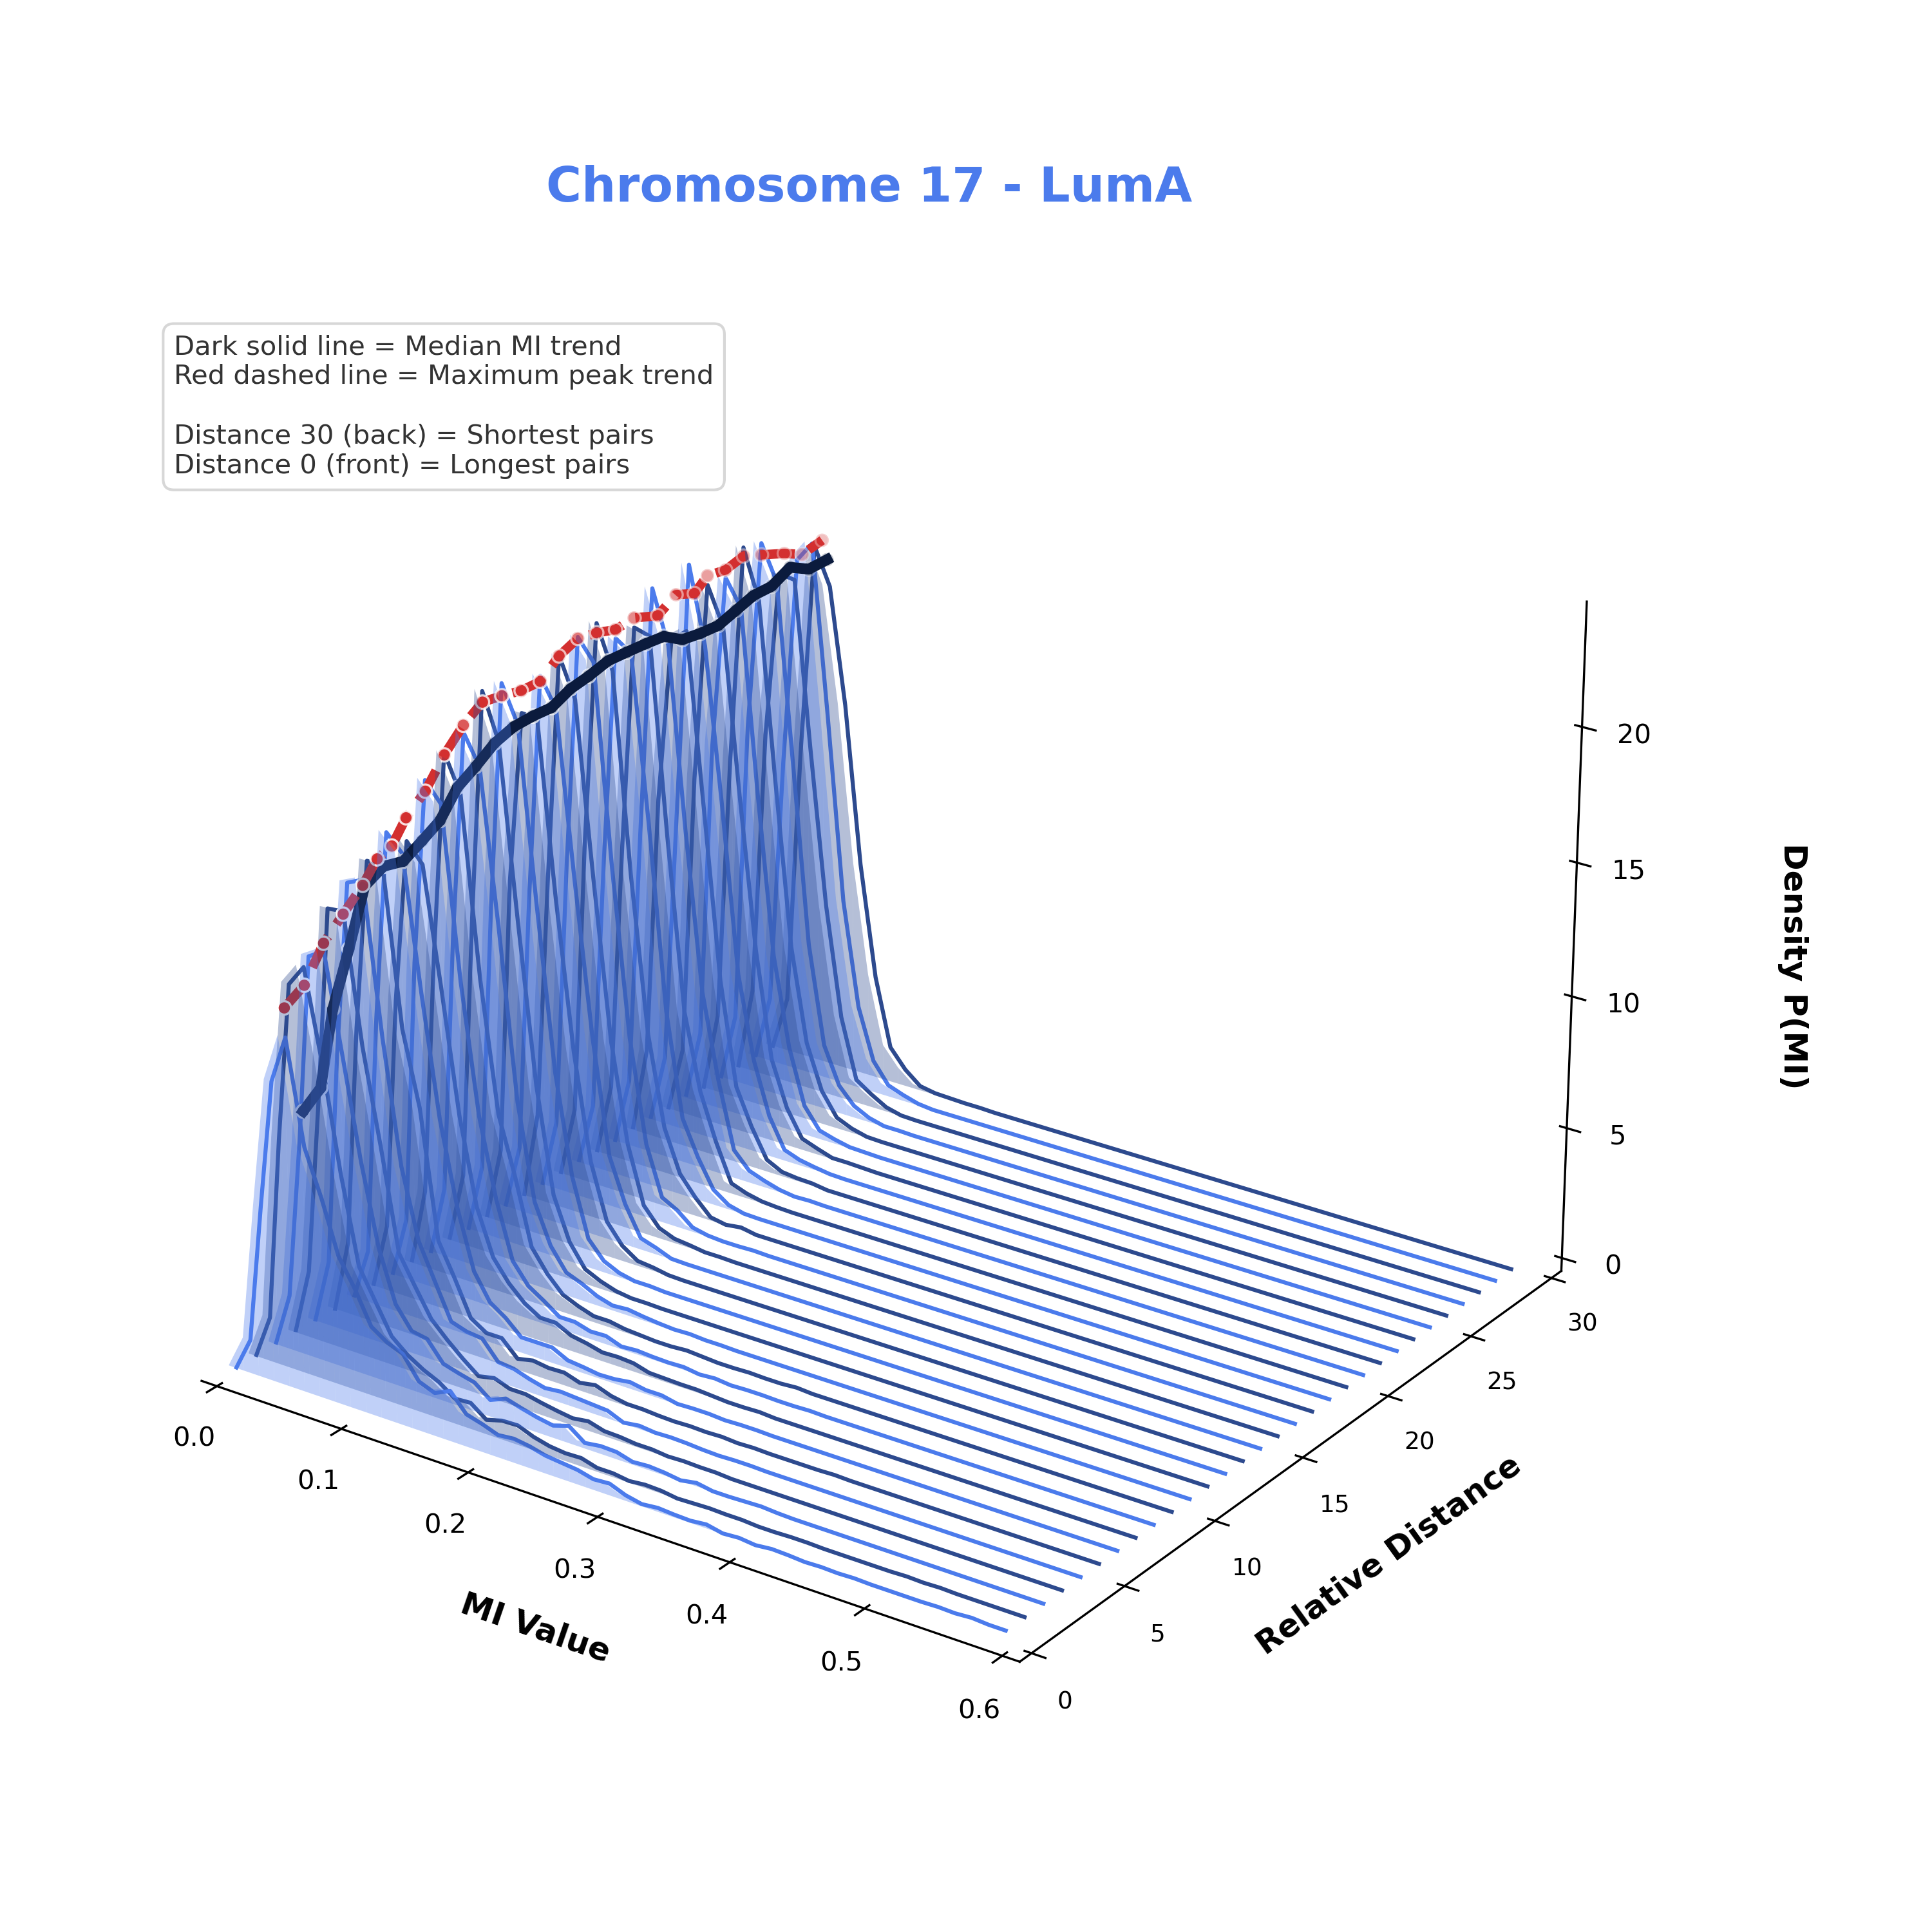 Chromosome 17 - LumA
Dark solid line = Median MI trend
Red dashed line = Maximum peak trend
Distance 30 (back) = Shortest pairs
Distance 0 (front) = Longest pairs
20
15
10
5
0
Density P(MI)
0.0
0.1
0.2
0.3
0.4
0.5
0.6
MI Value
0
5
10
15
20
25
30
Relative Distance